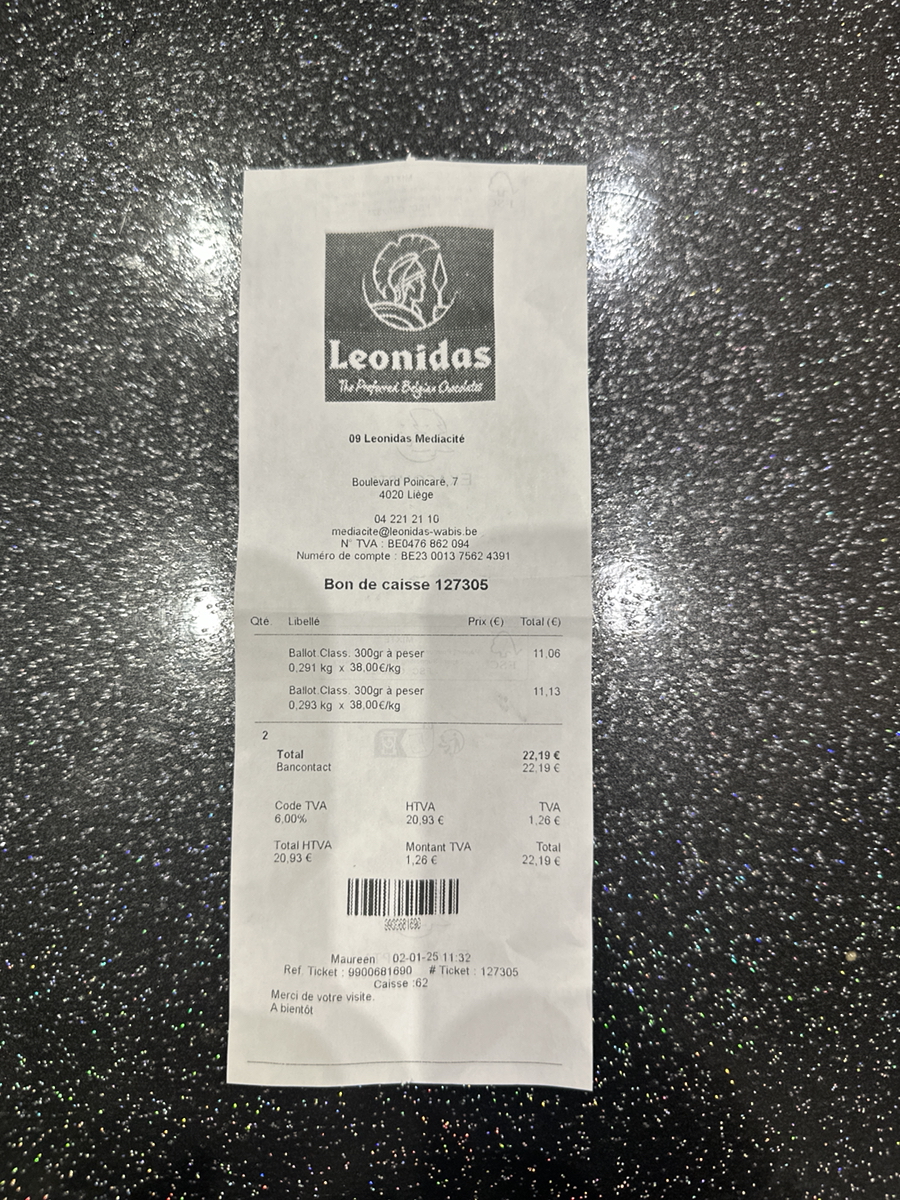 Leonidas
The Preferred Belgian Chocolates
09 Leonidas Mediacité
Boulevard Poincaré, 7
4020 Liège
04 221 21 10
mediacite@leonidas-wabis.be
N° TVA : BE0476 862 094
Numéro de compte : BE23 0013 7562 4391
Bon de caisse 127305
Qté. Libellé Prix (€) Total (€)
Ballot.Class. 300gr à peser 11,06
0,291 kg x 38,00€/kg
Ballot.Class. 300gr à peser 11,13
0,293 kg x 38,00€/kg
2
Total 22,19 €
Bancontact 22,19 €
Code TVA HTVA TVA
6,00% 20,93 € 1,26 €
Total HTVA Montant TVA Total
20,93 € 1,26 € 22,19 €
Maureen 02-01-25 11:32
Ref. Ticket : 9900681690 # Ticket : 127305
Caisse :62
Merci de votre visite.
A bientôt